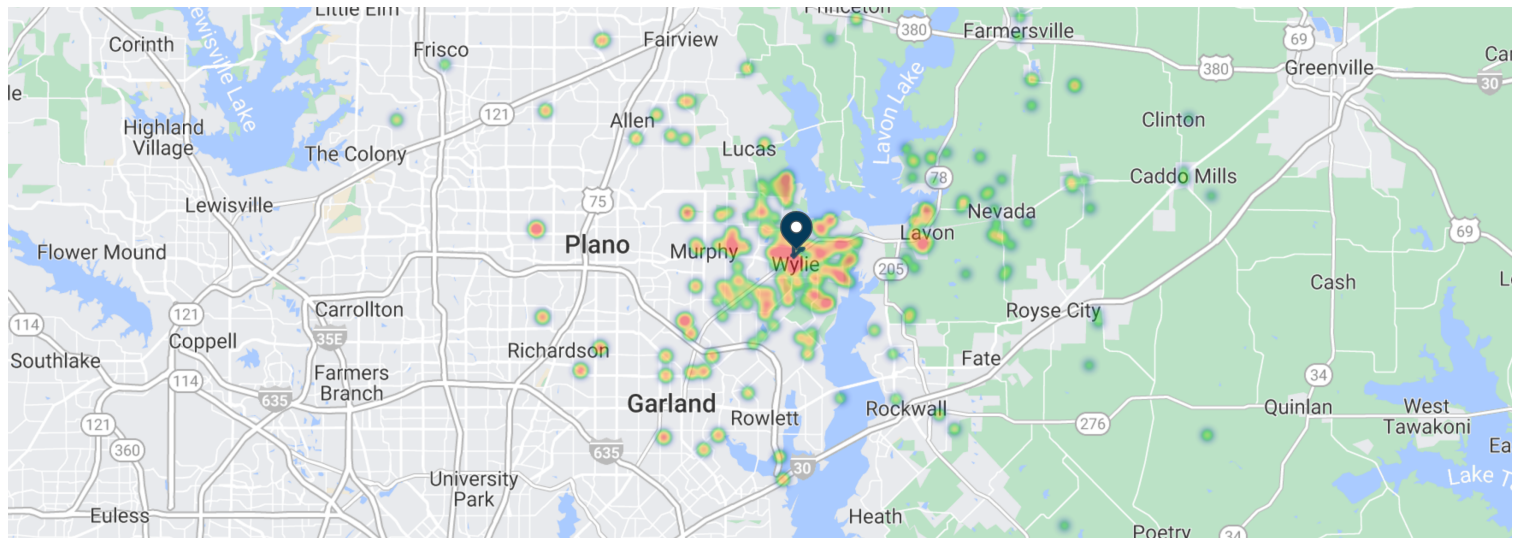 Little Elm
Princeton
Corinth
Frisco
Fairview
380
Farmersville
69
380
Greenville
30
Lewisville Lake
Lavon Lake
121
Highland
Village
Allen
Clinton
The Colony
Lucas
78
Caddo Mills
Lewisville
75
Nevada
69
Flower Mound
Plano
Murphy
Lavon
Wylie
205
Cash
114
121
Carrollton
Royse City
35E
Coppell
Richardson
Southlake
Fate
Farmers
Branch
114
34
635
Garland
Rowlett
Rockwall
Quinlan
West
Tawakoni
121
276
360
635
30
University
Park
Lake T
Euless
Heath
Poetry
34